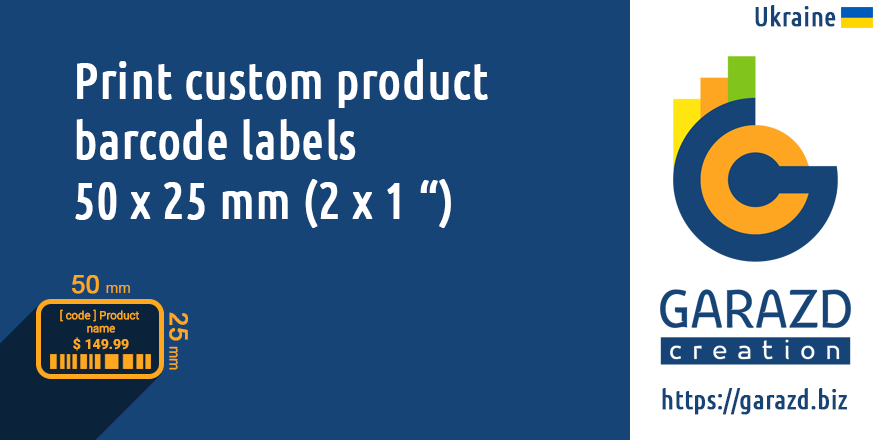 Ukraine
Print custom product
barcode labels
50 x 25 mm (2 x 1 “)
50 mm
[ code ] Product
name
$ 149.99
25 mm
GARAZD
creation
https://garazd.biz